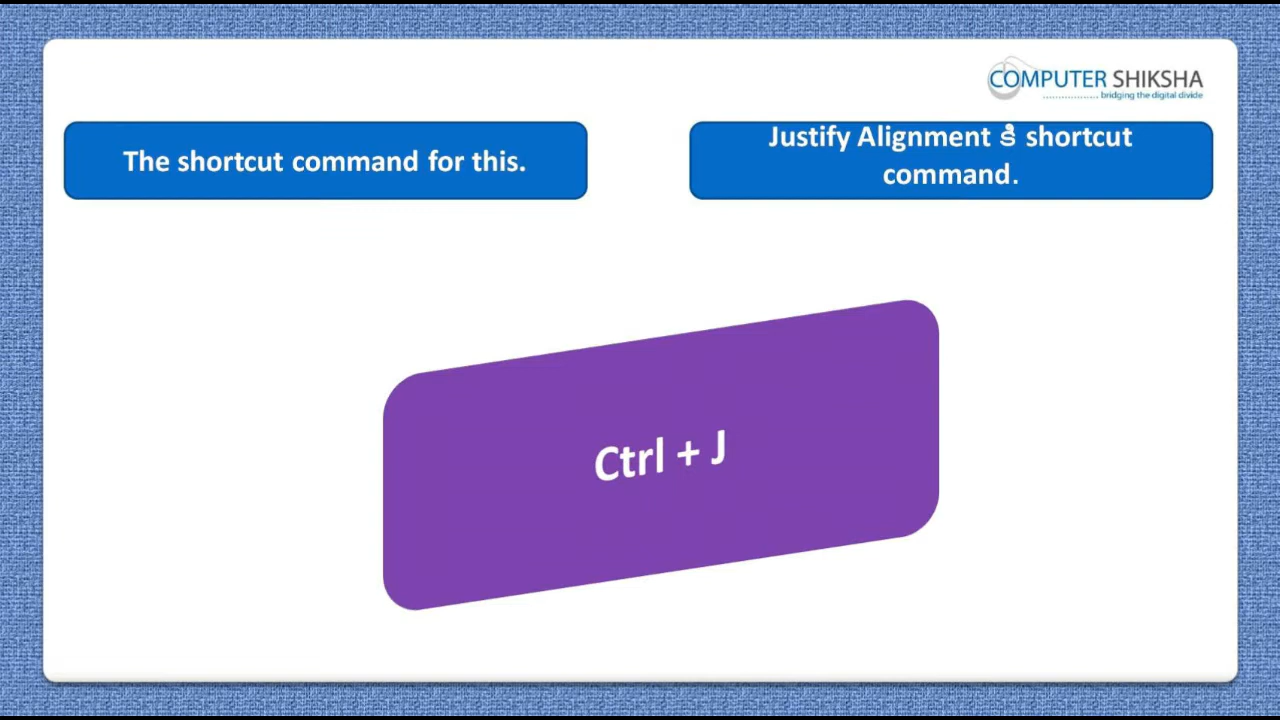 COMPUTER SHIKSHA
bridging the digital divide
The shortcut command for this.
Justify Alignment కి shortcut
command.
Ctrl + J